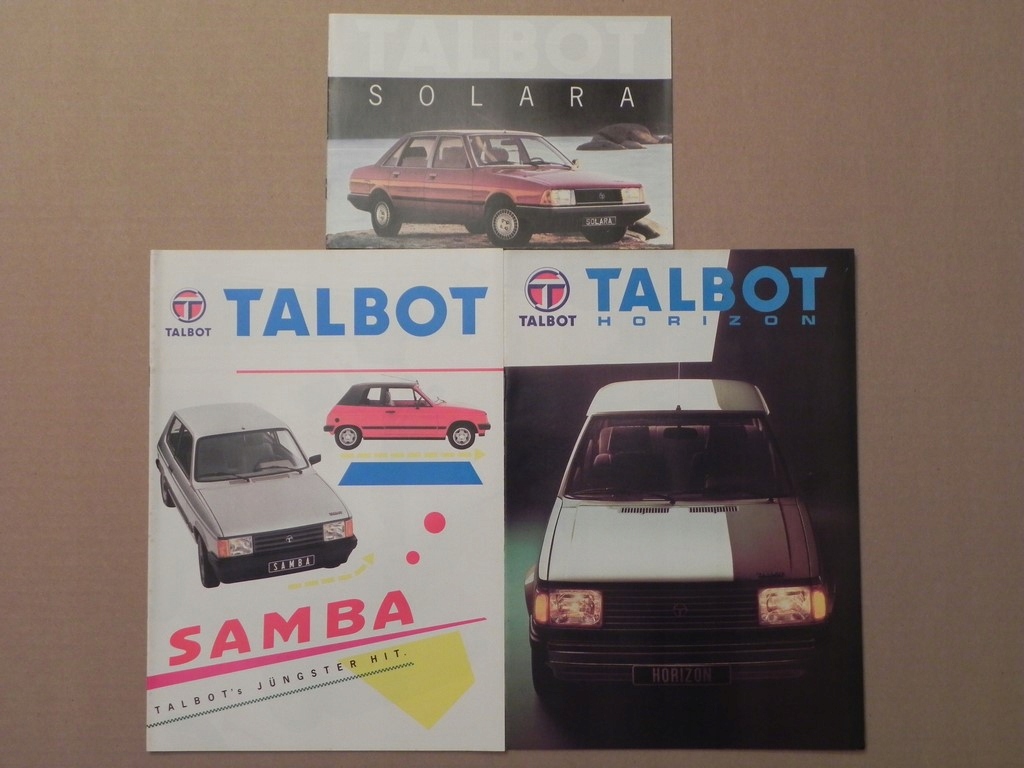 TALBOT
SOLARA
SOLARA
TALBOT
TALBOT
SAMBA
SAMBA
TALBOT's JÜNGSTER HIT.
TALBOT
TALBOT
HORIZON
HORIZON